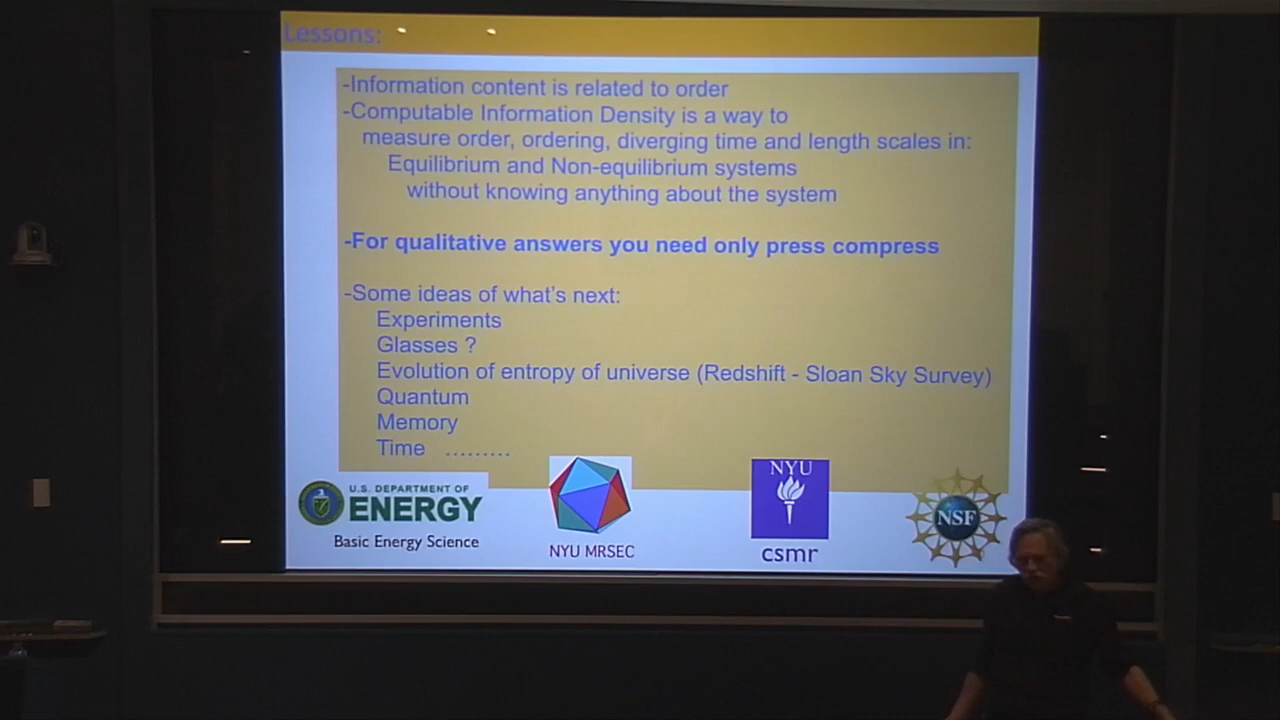 Lessons:
-Information content is related to order
-Computable Information Density is a way to
measure order, ordering, diverging time and length scales in:
Equilibrium and Non-equilibrium systems
without knowing anything about the system
-For qualitative answers you need only press compress
-Some ideas of what's next:
Experiments
Glasses ?
Evolution of entropy of universe (Redshift - Sloan Sky Survey)
Quantum
Memory
Time .........
U.S. DEPARTMENT OF
ENERGY
Basic Energy Science
NYU MRSEC
NYU
csmr
NSF